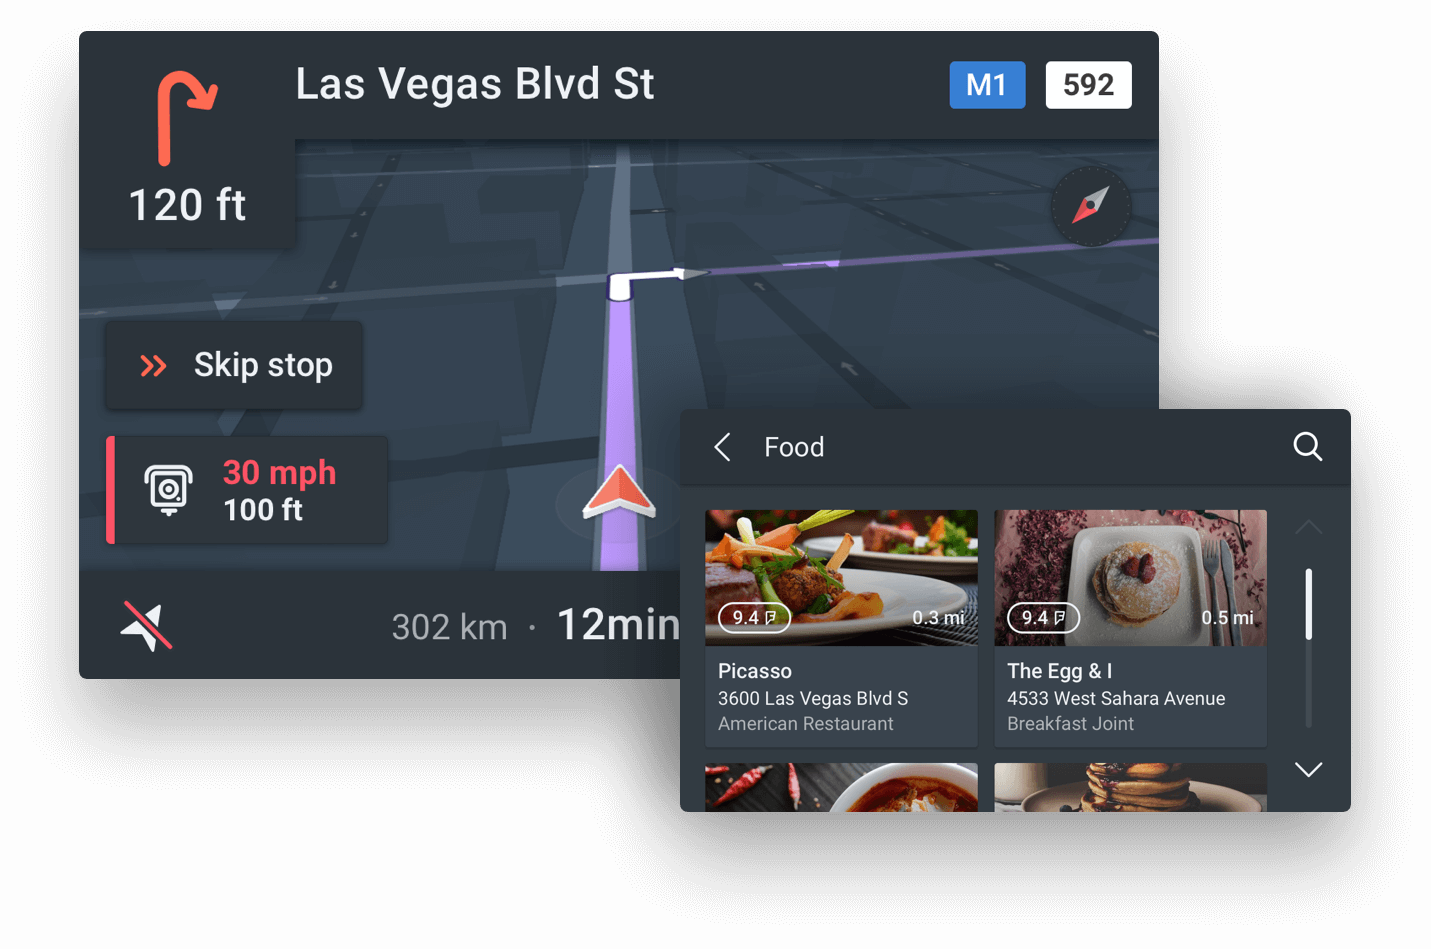 Las Vegas Blvd St
M1
592
120 ft
Skip stop
30 mph
100 ft
302 km · 12min
Food
9.4
0.3 mi
9.4
0.5 mi
Picasso
3600 Las Vegas Blvd S
American Restaurant
The Egg & I
4533 West Sahara Avenue
Breakfast Joint